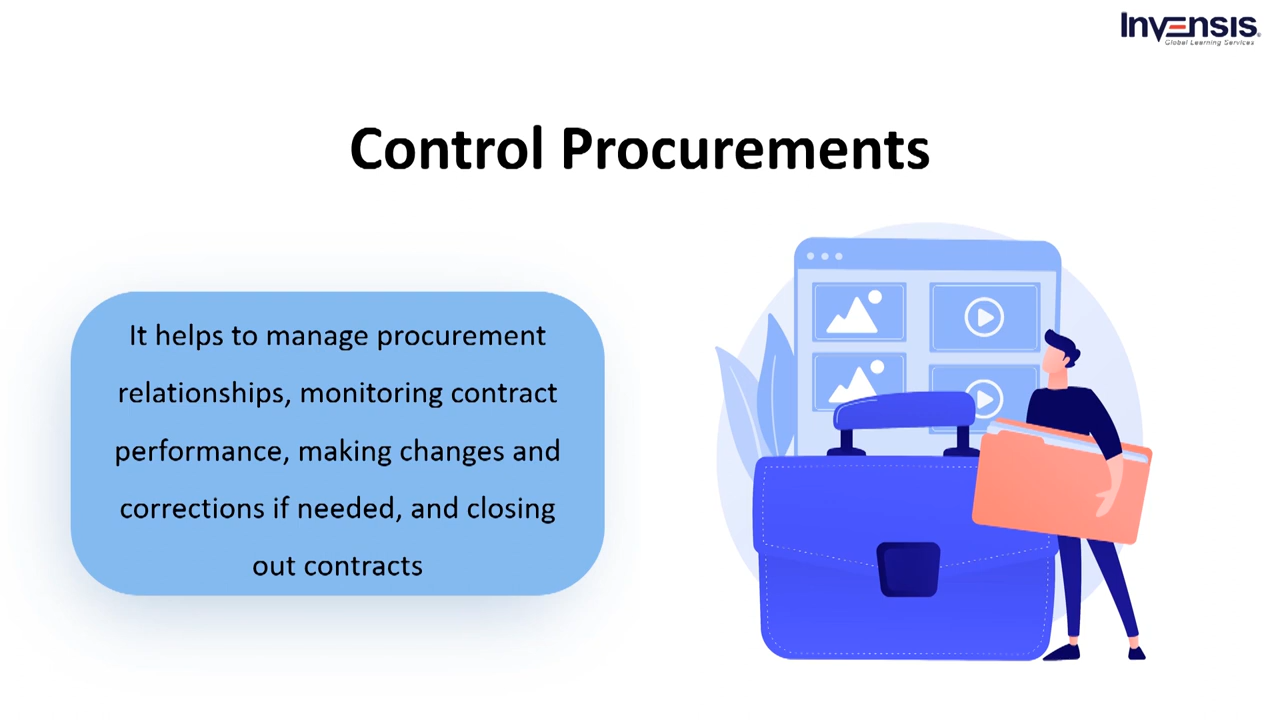 Invensis
Global Learning Services
Control Procurements
It helps to manage procurement
relationships, monitoring contract
performance, making changes and
corrections if needed, and closing
out contracts